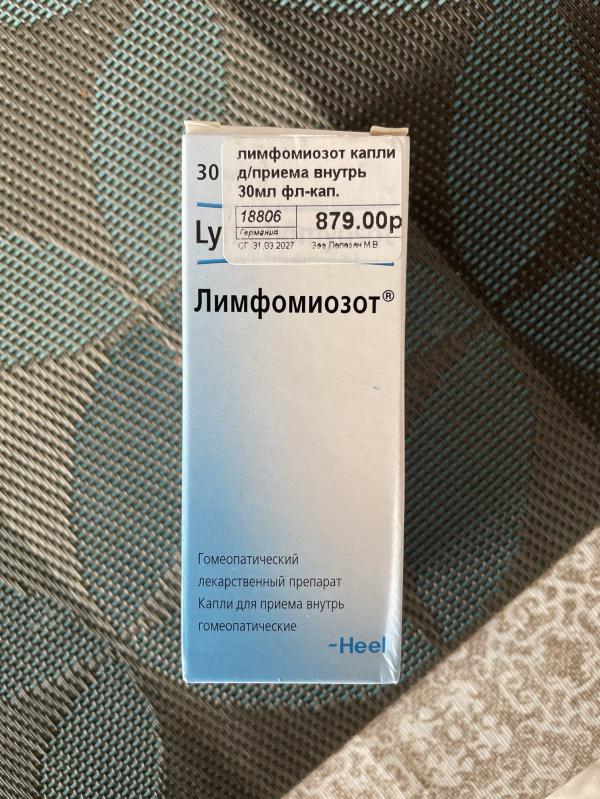 лимфомиозот капли
д/приема внутрь
30мл фл-кап.
18806
879.00р
Германия
СГ 31.03.2027
30
Ly
Лимфомиозот®
Гомеопатический
лекарственный препарат
Капли для приема внутрь
гомеопатические
-Heel